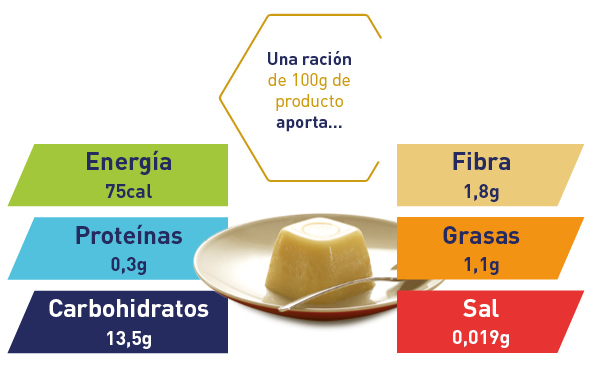 Una ración
de 100g de
producto
aporta...
Energía
75cal
Proteínas
0,3g
Carbohidratos
13,5g
Fibra
1,8g
Grasas
1,1g
Sal
0,019g